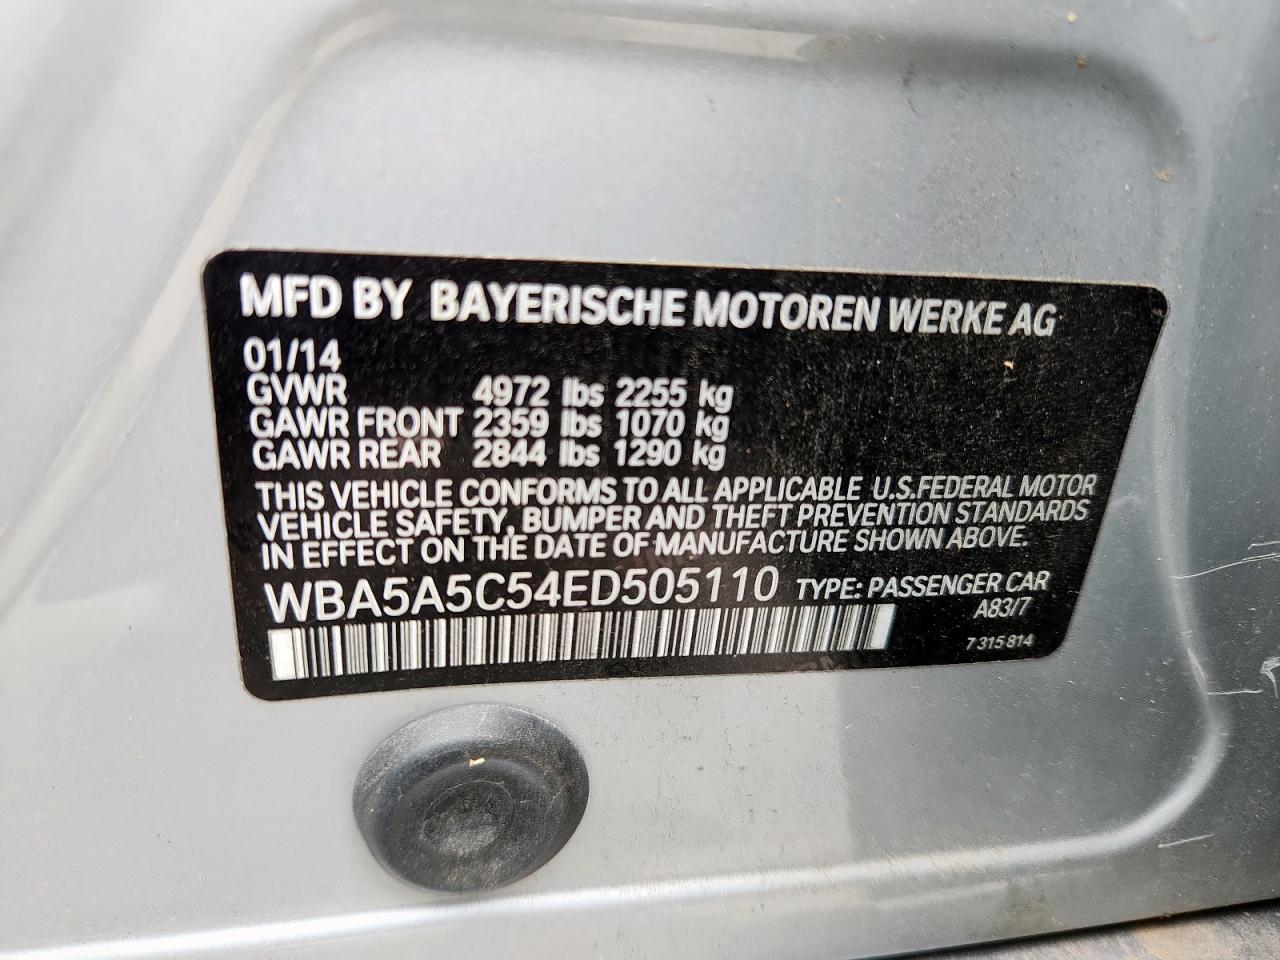 MFD BY BAYERISCHE MOTOREN WERKE AG
01/14
GVWR 4972 lbs 2255 kg
GAWR FRONT 2359 lbs 1070 kg
GAWR REAR 2844 lbs 1290 kg
THIS VEHICLE CONFORMS TO ALL APPLICABLE U.S.FEDERAL MOTOR
VEHICLE SAFETY, BUMPER AND THEFT PREVENTION STANDARDS
IN EFFECT ON THE DATE OF MANUFACTURE SHOWN ABOVE.
WBA5A5C54ED505110 TYPE: PASSENGER CAR
A83/7
7 315 814